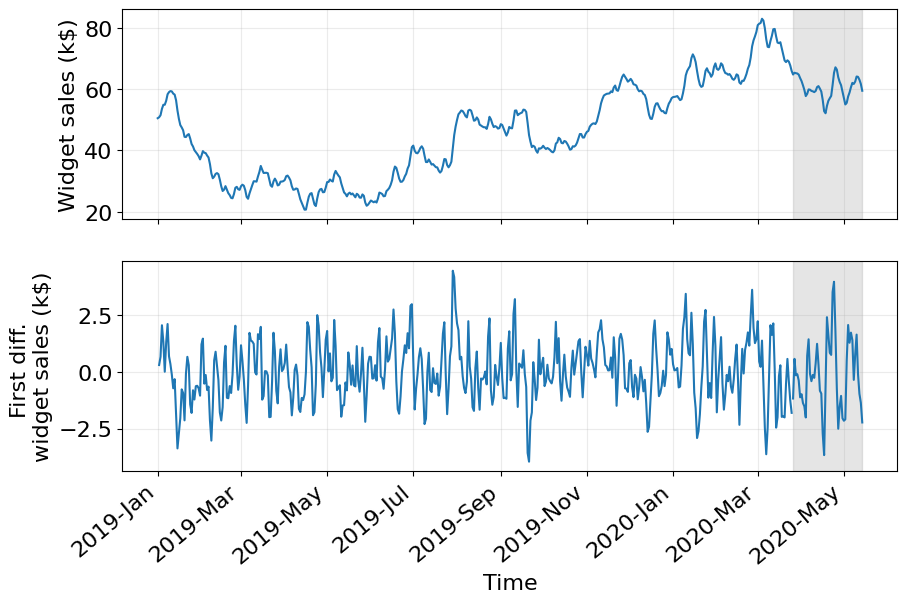 Widget sales (k$)
80
60
40
20
First diff.
widget sales (k$)
2.5
0.0
−2.5
2019-Jan
2019-Mar
2019-May
2019-Jul
2019-Sep
2019-Nov
2020-Jan
2020-Mar
2020-May
Time